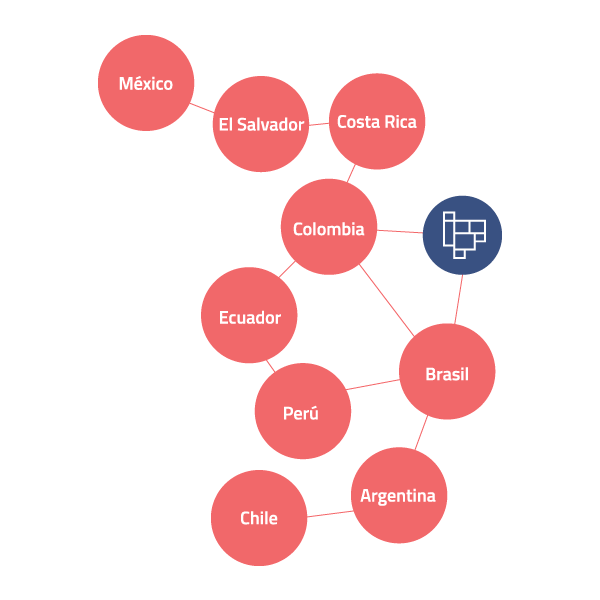 México
El Salvador
Costa Rica
Colombia
Ecuador
Brasil
Perú
Argentina
Chile